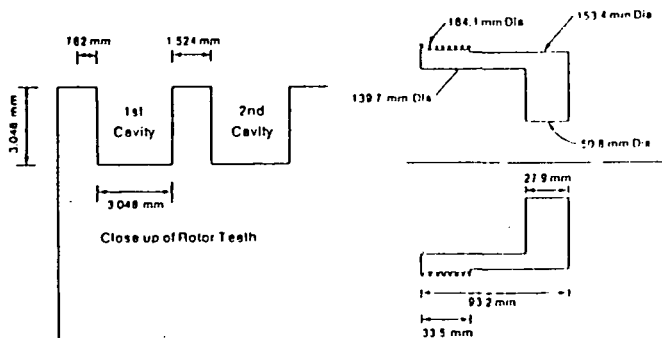 .762 mm
1.524 mm
3.048 mm
1st
Cavity
2nd
Cavity
3.048 mm
Close up of Rotor Teeth
164.1 mm Dia
153.4 mm Dia
139.7 mm Dia
50.8 mm Dia
27.9 mm
93.2 mm
33.5 mm